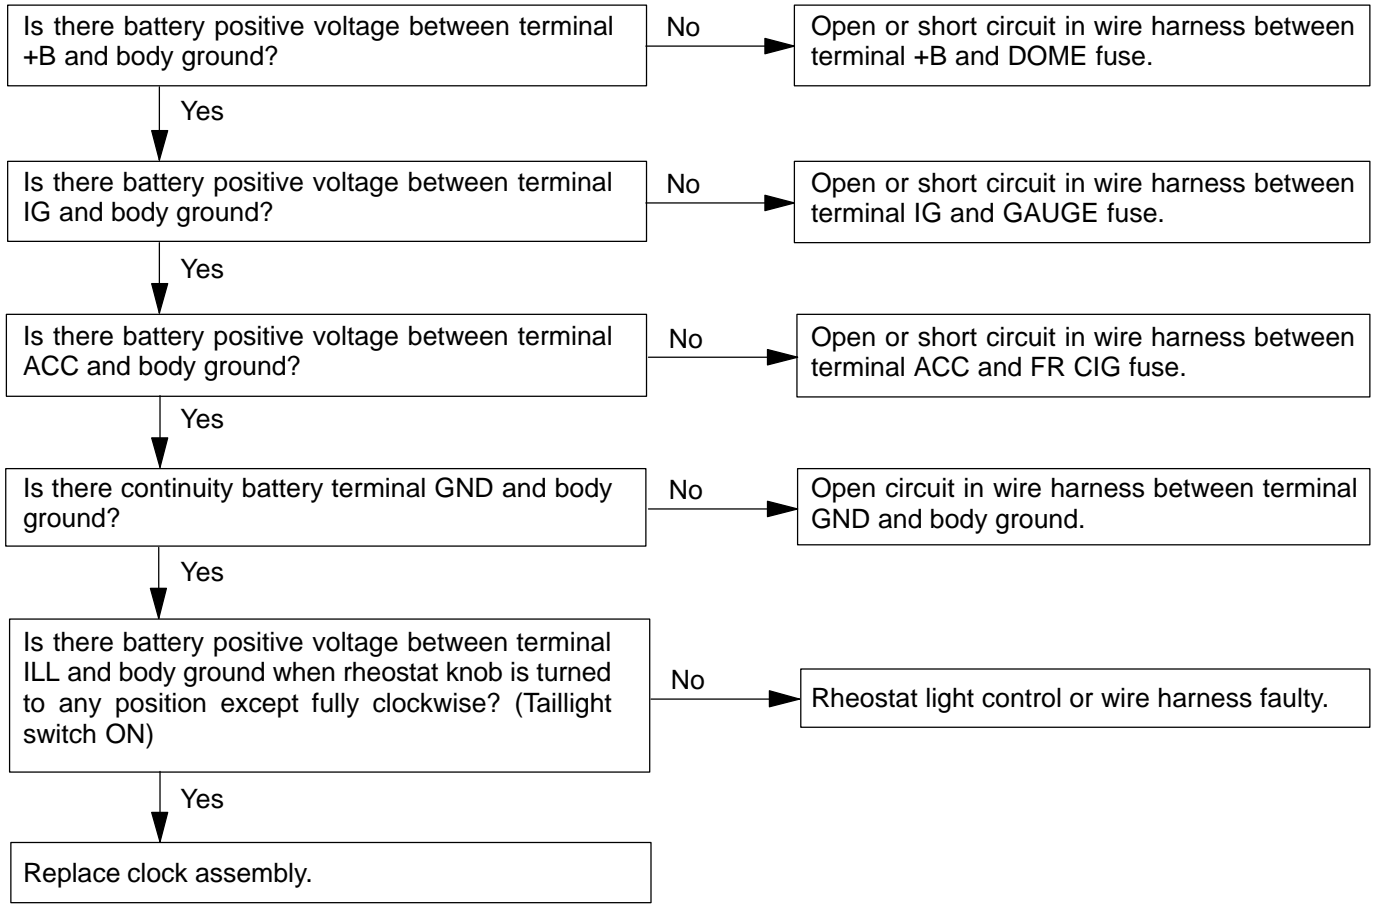 Is there battery positive voltage between terminal
+B and body ground?
No
Open or short circuit in wire harness between
terminal +B and DOME fuse.
Yes
Is there battery positive voltage between terminal
IG and body ground?
No
Open or short circuit in wire harness between
terminal IG and GAUGE fuse.
Yes
Is there battery positive voltage between terminal
ACC and body ground?
No
Open or short circuit in wire harness between
terminal ACC and FR CIG fuse.
Yes
Is there continuity battery terminal GND and body
ground?
No
Open circuit in wire harness between terminal
GND and body ground.
Yes
Is there battery positive voltage between terminal
ILL and body ground when rheostat knob is turned
to any position except fully clockwise? (Taillight
switch ON)
No
Rheostat light control or wire harness faulty.
Yes
Replace clock assembly.